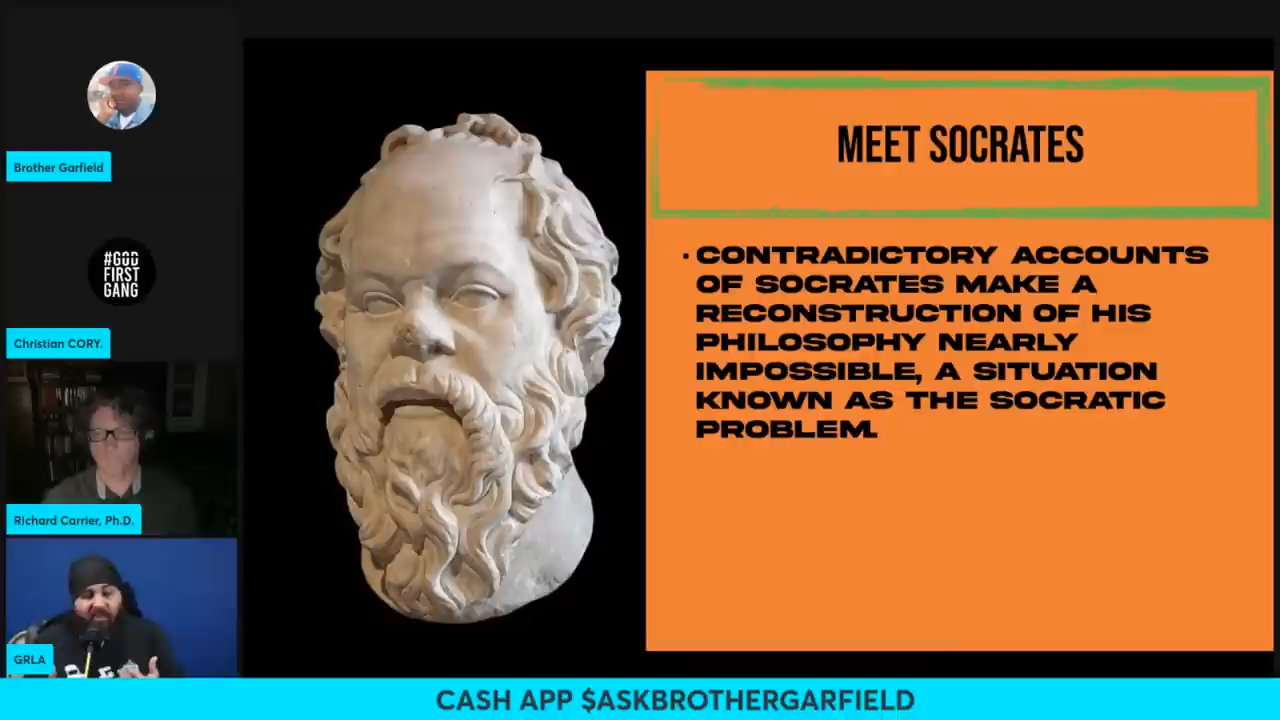 Brother Garfield
#GOD
FIRST
GANG
Christian CORY.
Richard Carrier, Ph.D.
GRLA
MEET SOCRATES
• CONTRADICTORY ACCOUNTS
OF SOCRATES MAKE A
RECONSTRUCTION OF HIS
PHILOSOPHY NEARLY
IMPOSSIBLE, A SITUATION
KNOWN AS THE SOCRATIC
PROBLEM.
CASH APP $ASKBROTHERGARFIELD